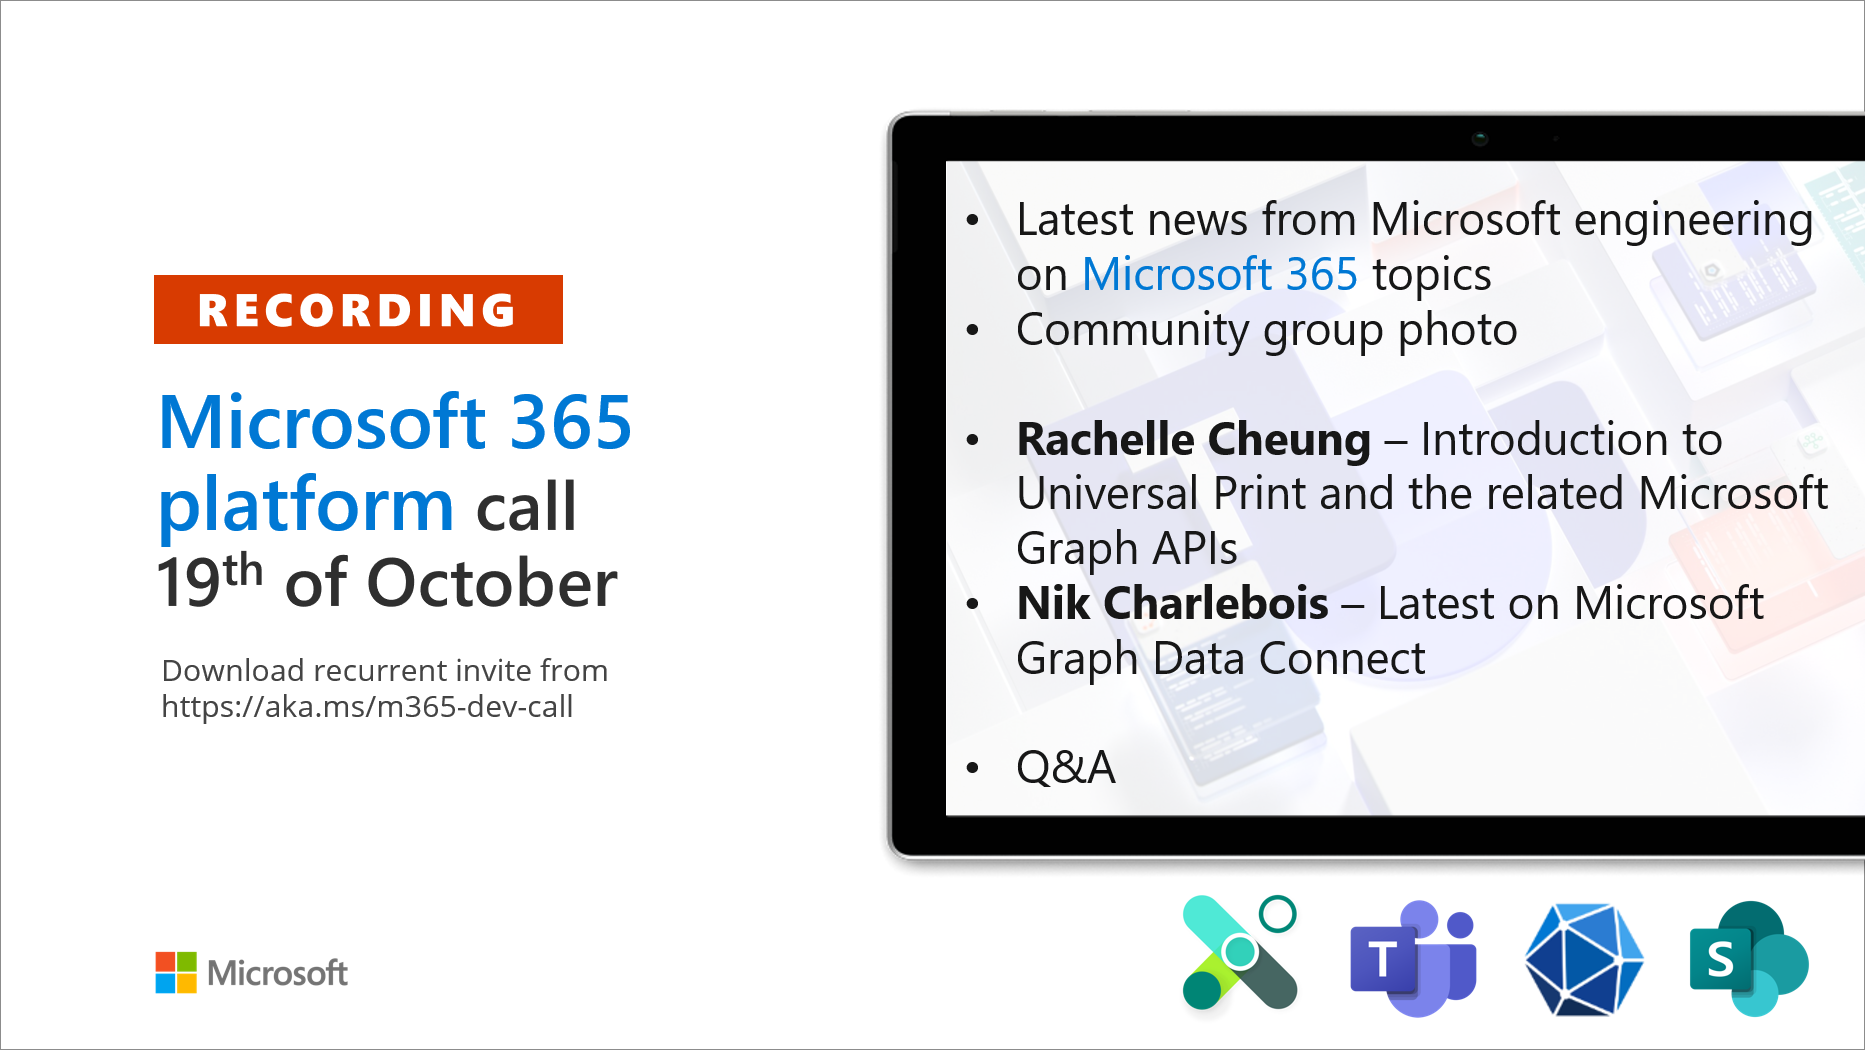 RECORDING
Microsoft 365
platform call
19th of October
Download recurrent invite from
https://aka.ms/m365-dev-call
• Latest news from Microsoft engineering
on Microsoft 365 topics
• Community group photo
• Rachelle Cheung – Introduction to
Universal Print and the related Microsoft
Graph APIs
• Nik Charlebois – Latest on Microsoft
Graph Data Connect
• Q&A
Microsoft
T
S